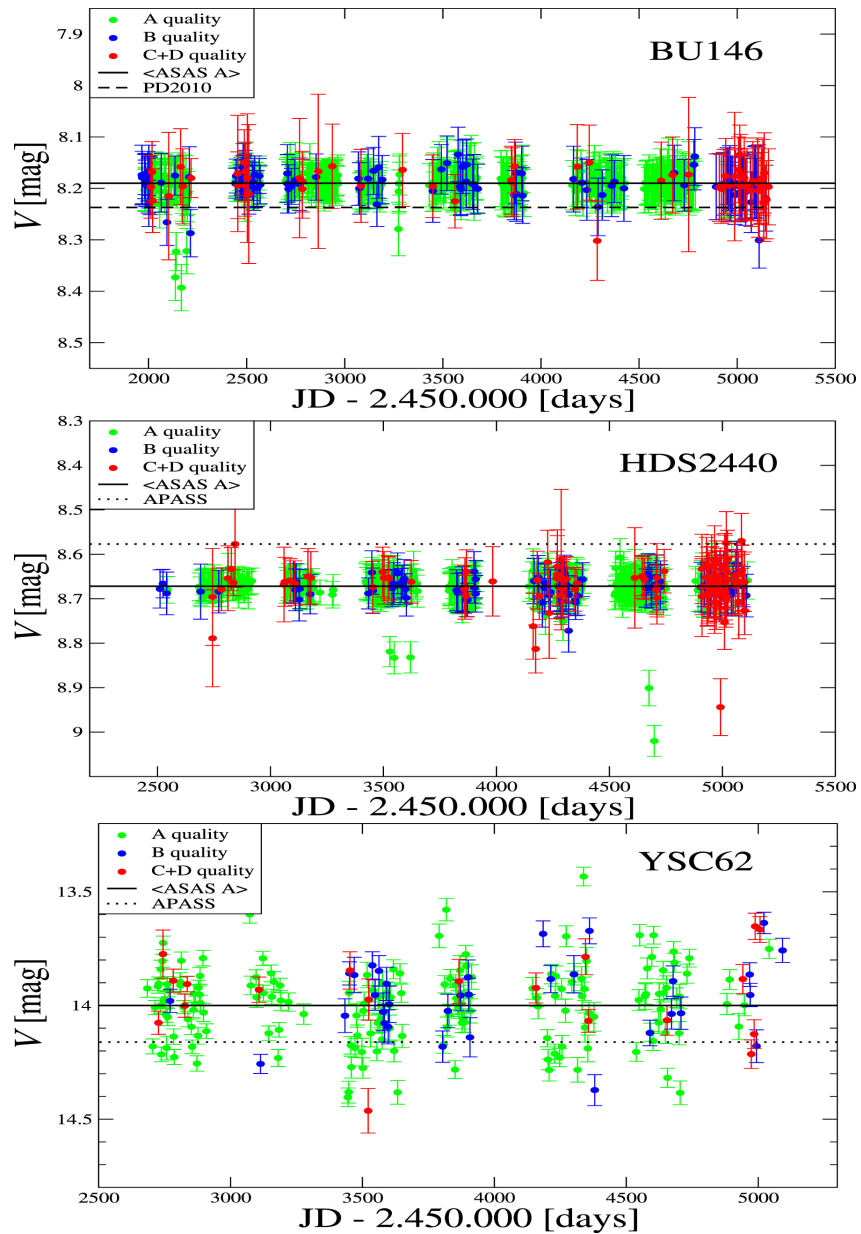 A quality
B quality
C+D quality
<ASAS A>
PD2010
BU146
V [mag]
7.9
8
8.1
8.2
8.3
8.4
8.5
2000 2500 3000 3500 4000 4500 5000 5500
JD - 2.450.000 [days]
A quality
B quality
C+D quality
<ASAS A>
APASS
HDS2440
V [mag]
8.3
8.4
8.5
8.6
8.7
8.8
8.9
9
2500 3000 3500 4000 4500 5000 5500
JD - 2.450.000 [days]
A quality
B quality
C+D quality
<ASAS A>
APASS
YSC62
V [mag]
13.5
14
14.5
2500 3000 3500 4000 4500 5000
JD - 2.450.000 [days]